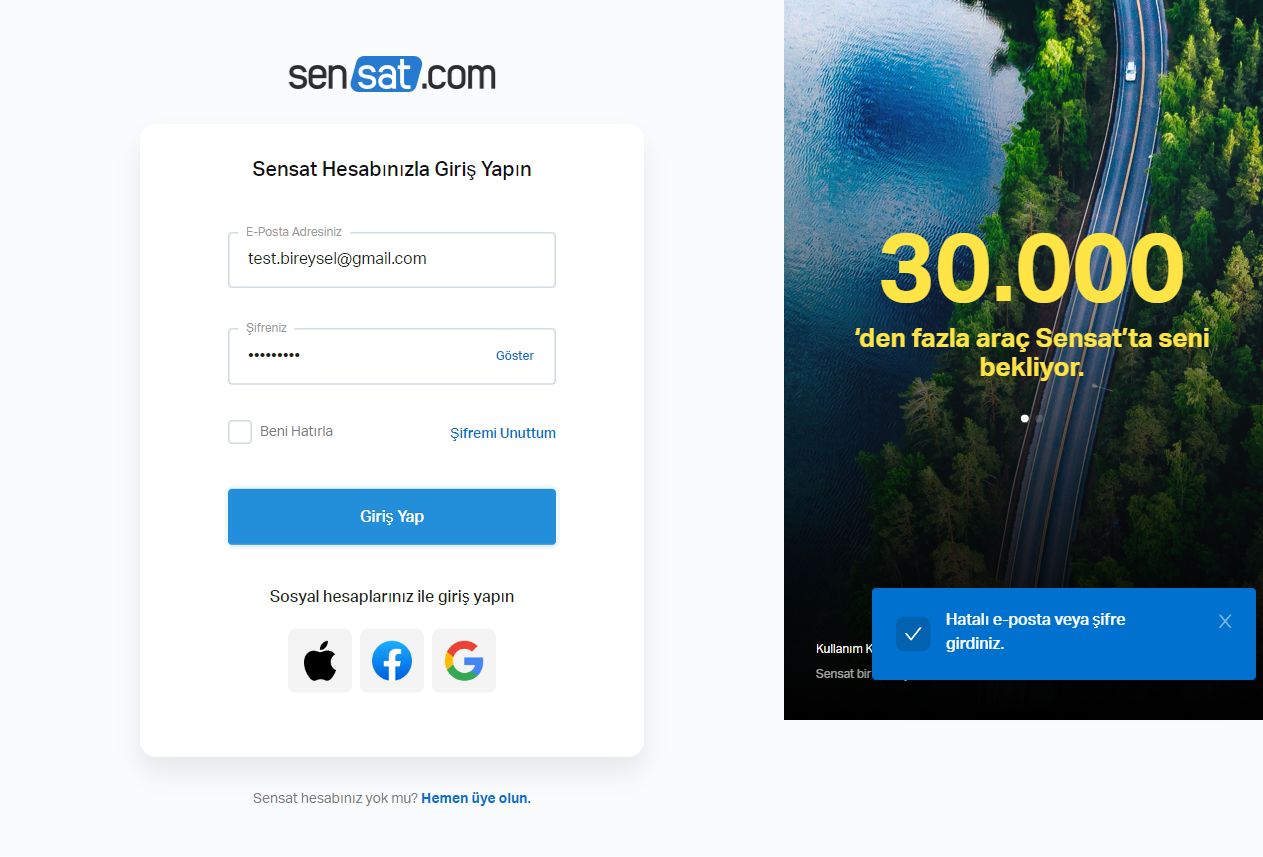 sensat.com
Sensat Hesabınızla Giriş Yapın
E-Posta Adresiniz
test.bireysel@gmail.com
Şifreniz
•••••••••
Göster
Beni Hatırla
Şifremi Unuttum
Giriş Yap
Sosyal hesaplarınız ile giriş yapın
Sensat hesabınız yok mu? Hemen üye olun.
30.000
‘den fazla araç Sensat’ta seni
bekliyor.
Hatalı e-posta veya şifre
girdiniz.
Kullanım K
Sensat bir